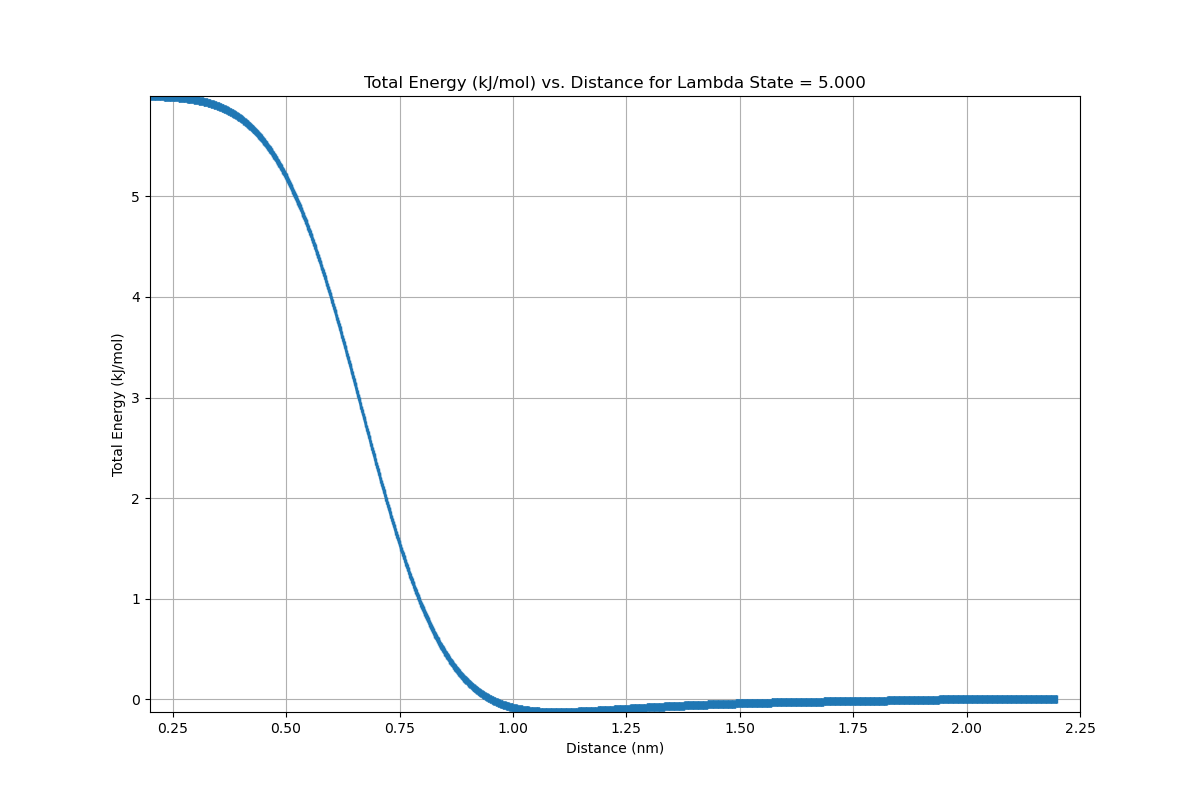 Total Energy (kJ/mol) vs. Distance for Lambda State = 5.000
Total Energy (kJ/mol)
5
4
3
2
1
0
0.25 0.50 0.75 1.00 1.25 1.50 1.75 2.00 2.25
Distance (nm)